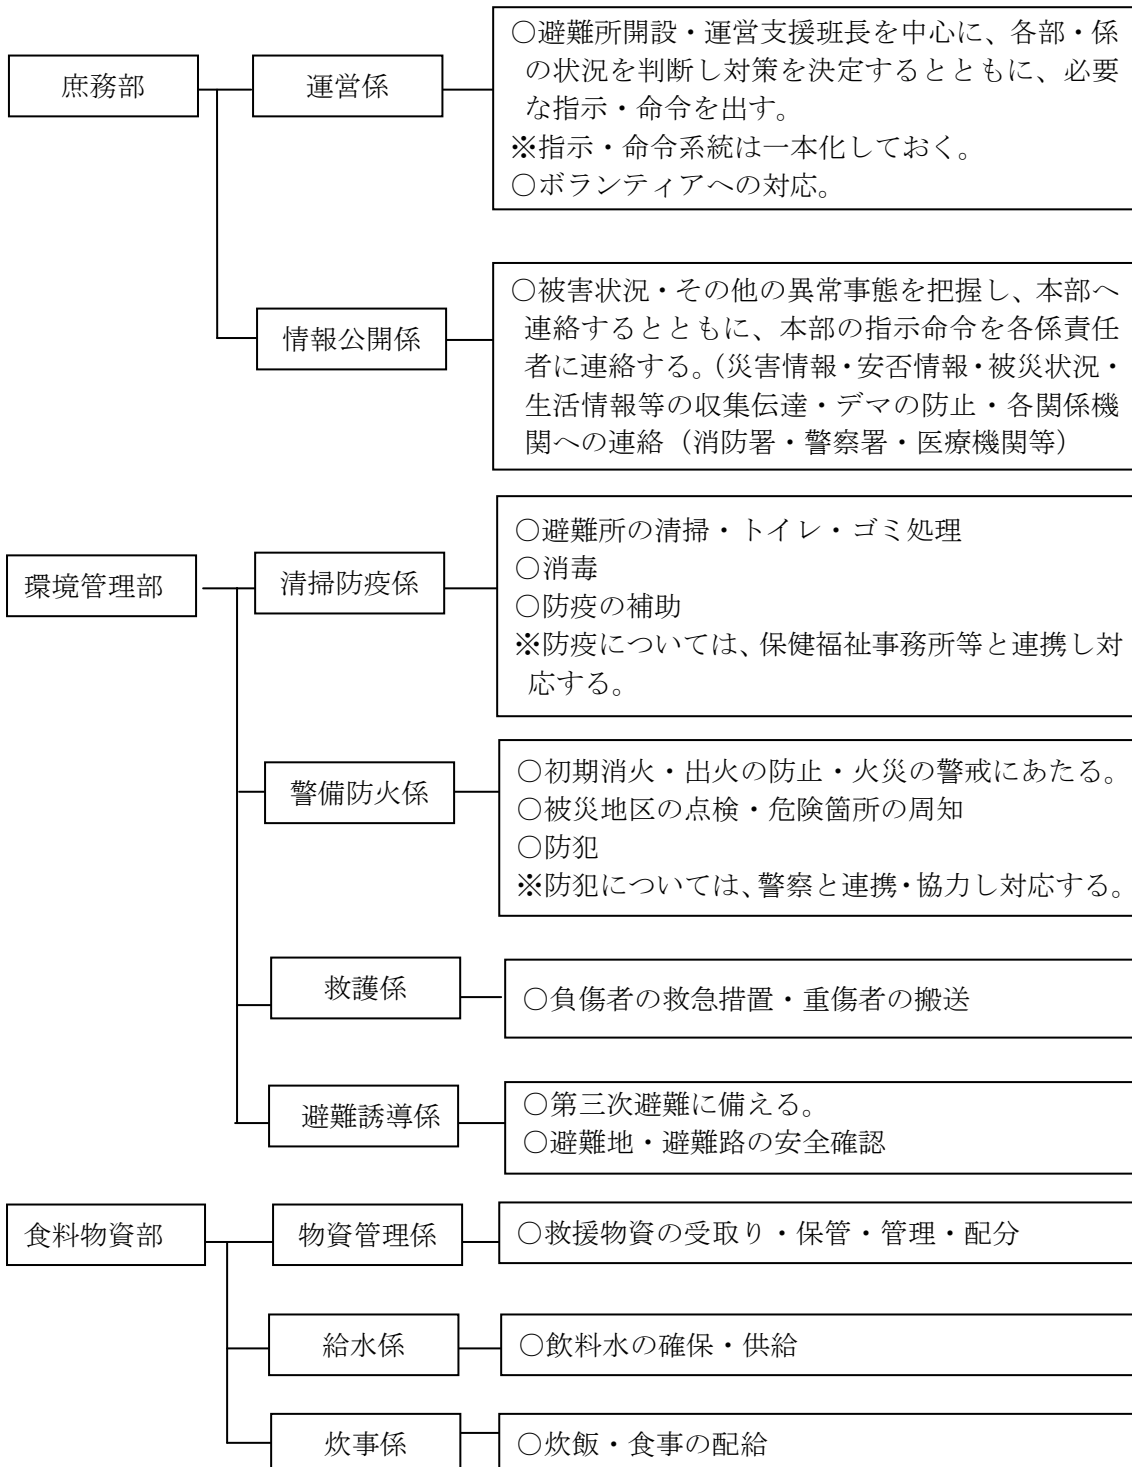 庶務部
運営係
○避難所開設・運営支援班長を中心に、各部・係
の状況を判断し対策を決定するとともに、必要
な指示・命令を出す。
※指示・命令系統は一本化しておく。
○ボランティアへの対応。
情報公開係
○被害状況・その他の異常事態を把握し、本部へ
連絡するとともに、本部の指示命令を各係責任
者に連絡する。（災害情報・安否情報・被災状況・
生活情報等の収集伝達・デマの防止・各関係機
関への連絡（消防署・警察署・医療機関等）
環境管理部
清掃防疫係
○避難所の清掃・トイレ・ゴミ処理
○消毒
○防疫の補助
※防疫については、保健福祉事務所等と連携し対
応する。
警備防火係
○初期消火・出火の防止・火災の警戒にあたる。
○被災地区の点検・危険箇所の周知
○防犯
※防犯については、警察と連携・協力し対応する。
救護係
○負傷者の救急措置・重傷者の搬送
避難誘導係
○第三次避難に備える。
○避難地・避難路の安全確認
食料物資部
物資管理係
○救援物資の受取り・保管・管理・配分
給水係
○飲料水の確保・供給
炊事係
○炊飯・食事の配給